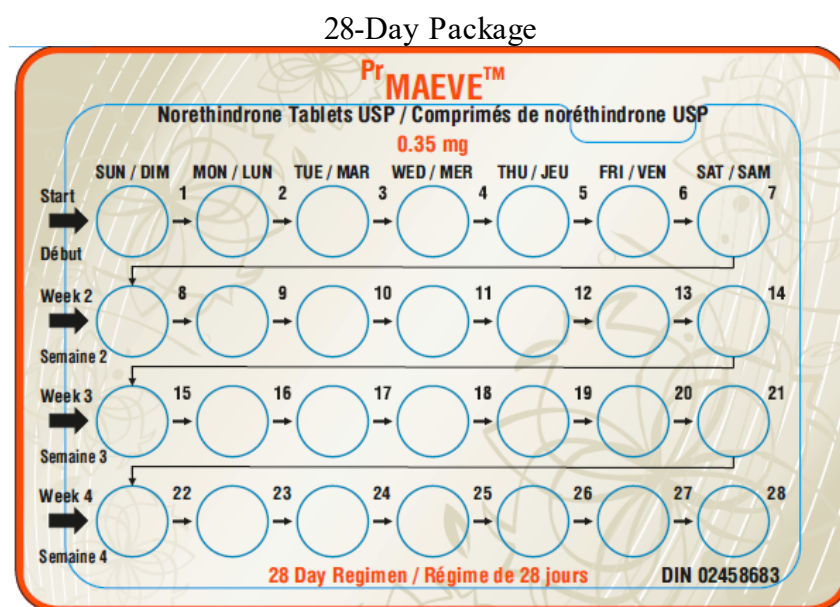 28-Day Package
Pr MAEVE™
Norethindrone Tablets USP / Comprimés de noréthindrone USP
0.35 mg
SUN / DIM MON / LUN TUE / MAR WED / MER THU / JEU FRI / VEN SAT / SAM
Start 1 2 3 4 5 6 7
Début
Week 2 8 9 10 11 12 13 14
Semaine 2
Week 3 15 16 17 18 19 20 21
Semaine 3
Week 4 22 23 24 25 26 27 28
Semaine 4
28 Day Regimen / Régime de 28 jours DIN 02458683